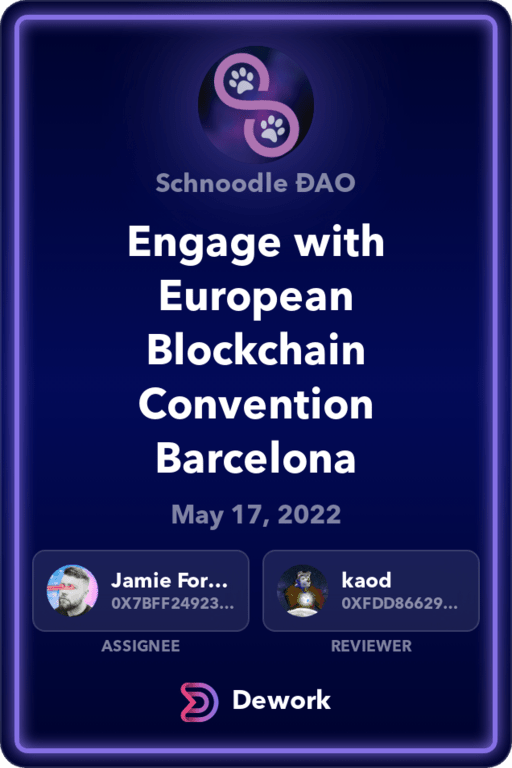 Schnoodle ĐAO
Engage with
European
Blockchain
Convention
Barcelona
May 17, 2022
Jamie For...
0X7BFF24923...
kaod
0XFDD86629...
ASSIGNEE
REVIEWER
Dework